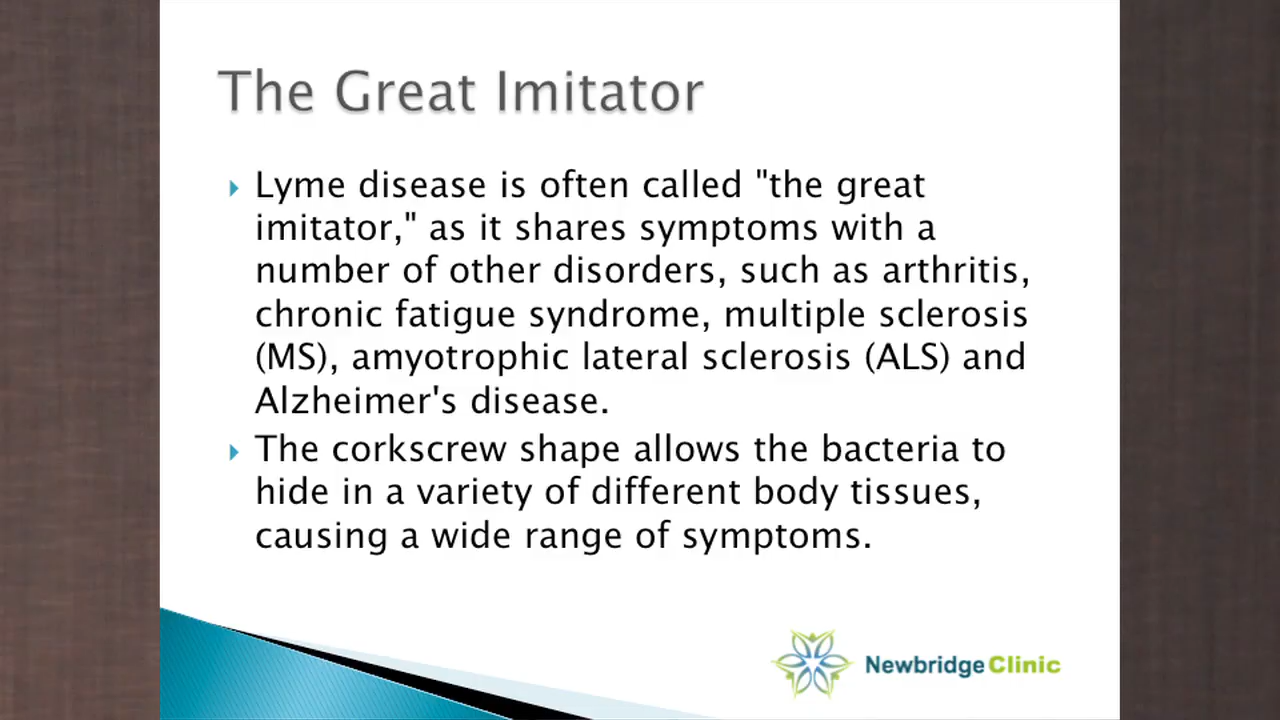 The Great Imitator
Lyme disease is often called "the great
imitator," as it shares symptoms with a
number of other disorders, such as arthritis,
chronic fatigue syndrome, multiple sclerosis
(MS), amyotrophic lateral sclerosis (ALS) and
Alzheimer's disease.
The corkscrew shape allows the bacteria to
hide in a variety of different body tissues,
causing a wide range of symptoms.
Newbridge Clinic